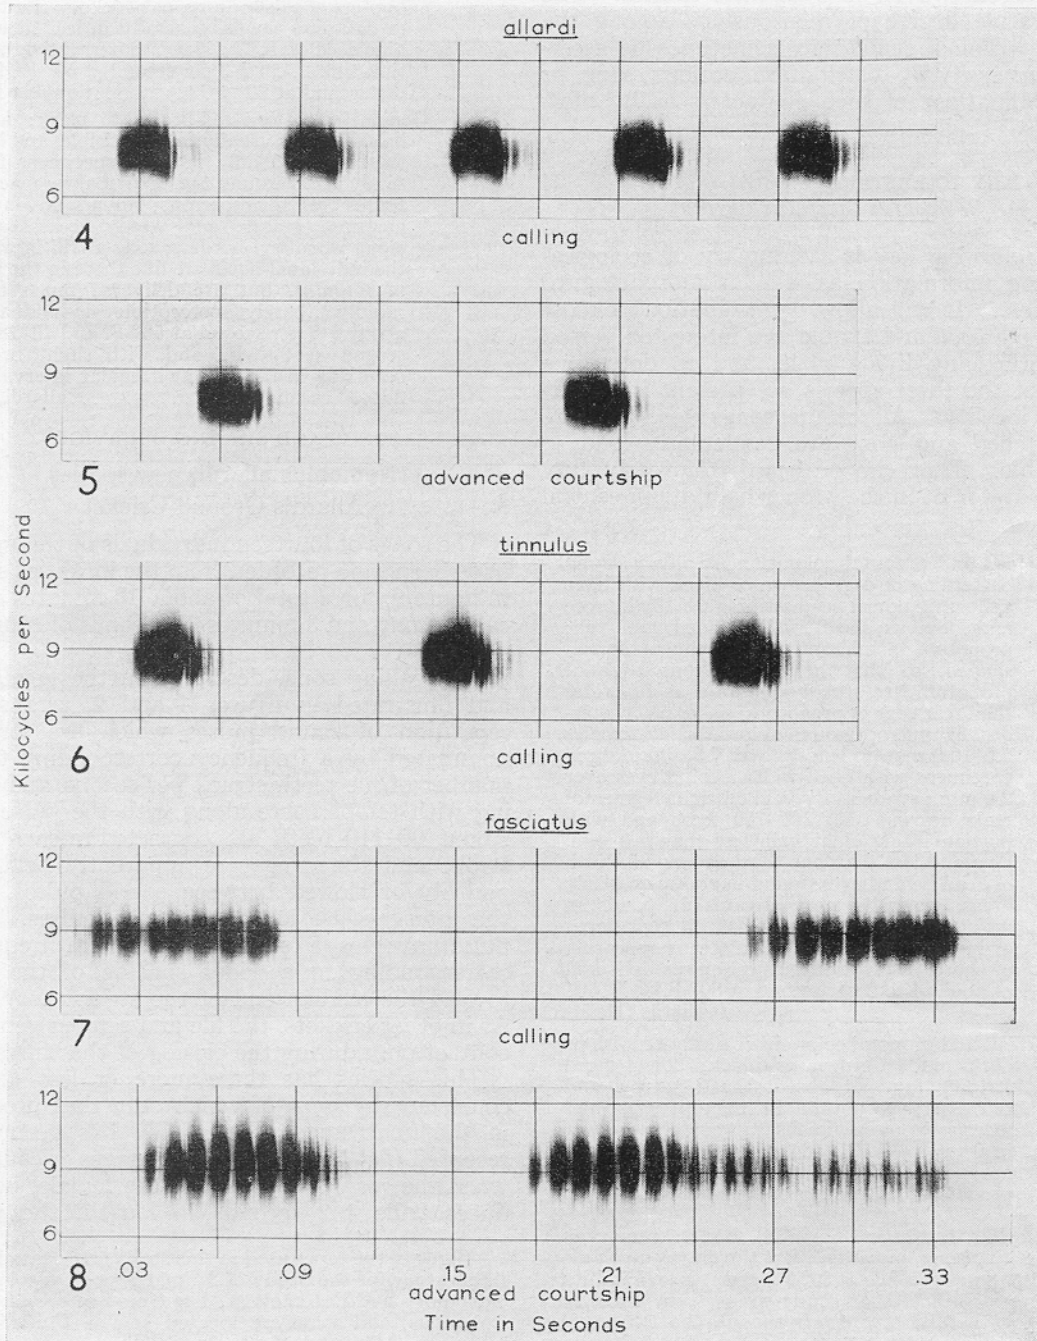 allardi
12
9
6
4
calling
12
9
6
5
advanced courtship
Kilocycles per Second
tinnulus
12
9
6
6
calling
fasciatus
12
9
6
7
calling
12
9
6
8
.03 .09 .15 .21 .27 .33
advanced courtship
Time in Seconds